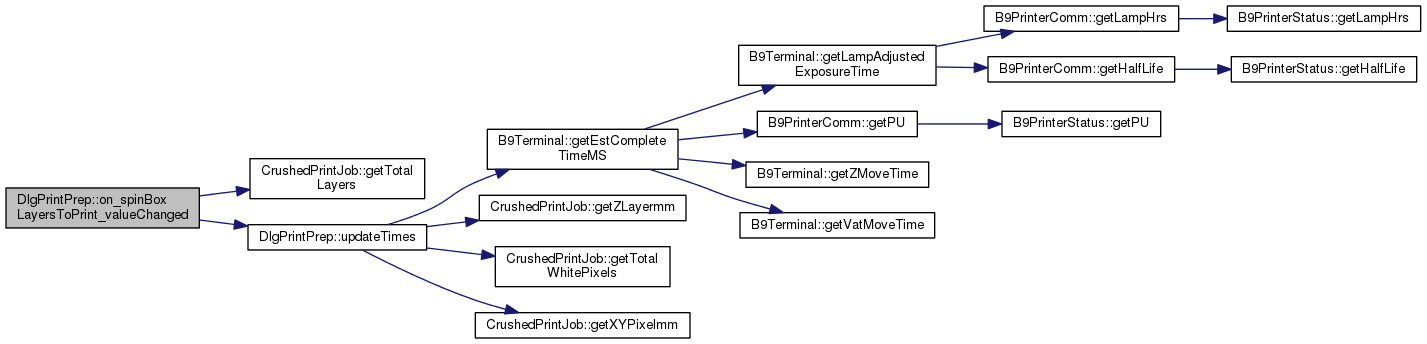 DlgPrintPrep::on_spinBox
LayersToPrint_valueChanged
CrushedPrintJob::getTotal
Layers
DlgPrintPrep::updateTimes
B9Terminal::getEstComplete
TimeMS
CrushedPrintJob::getZLayermm
CrushedPrintJob::getTotal
WhitePixels
CrushedPrintJob::getXYPixelmm
B9Terminal::getLampAdjusted
ExposureTime
B9PrinterComm::getPU
B9Terminal::getZMoveTime
B9Terminal::getVatMoveTime
B9PrinterComm::getLampHrs
B9PrinterComm::getHalfLife
B9PrinterStatus::getPU
B9PrinterStatus::getLampHrs
B9PrinterStatus::getHalfLife